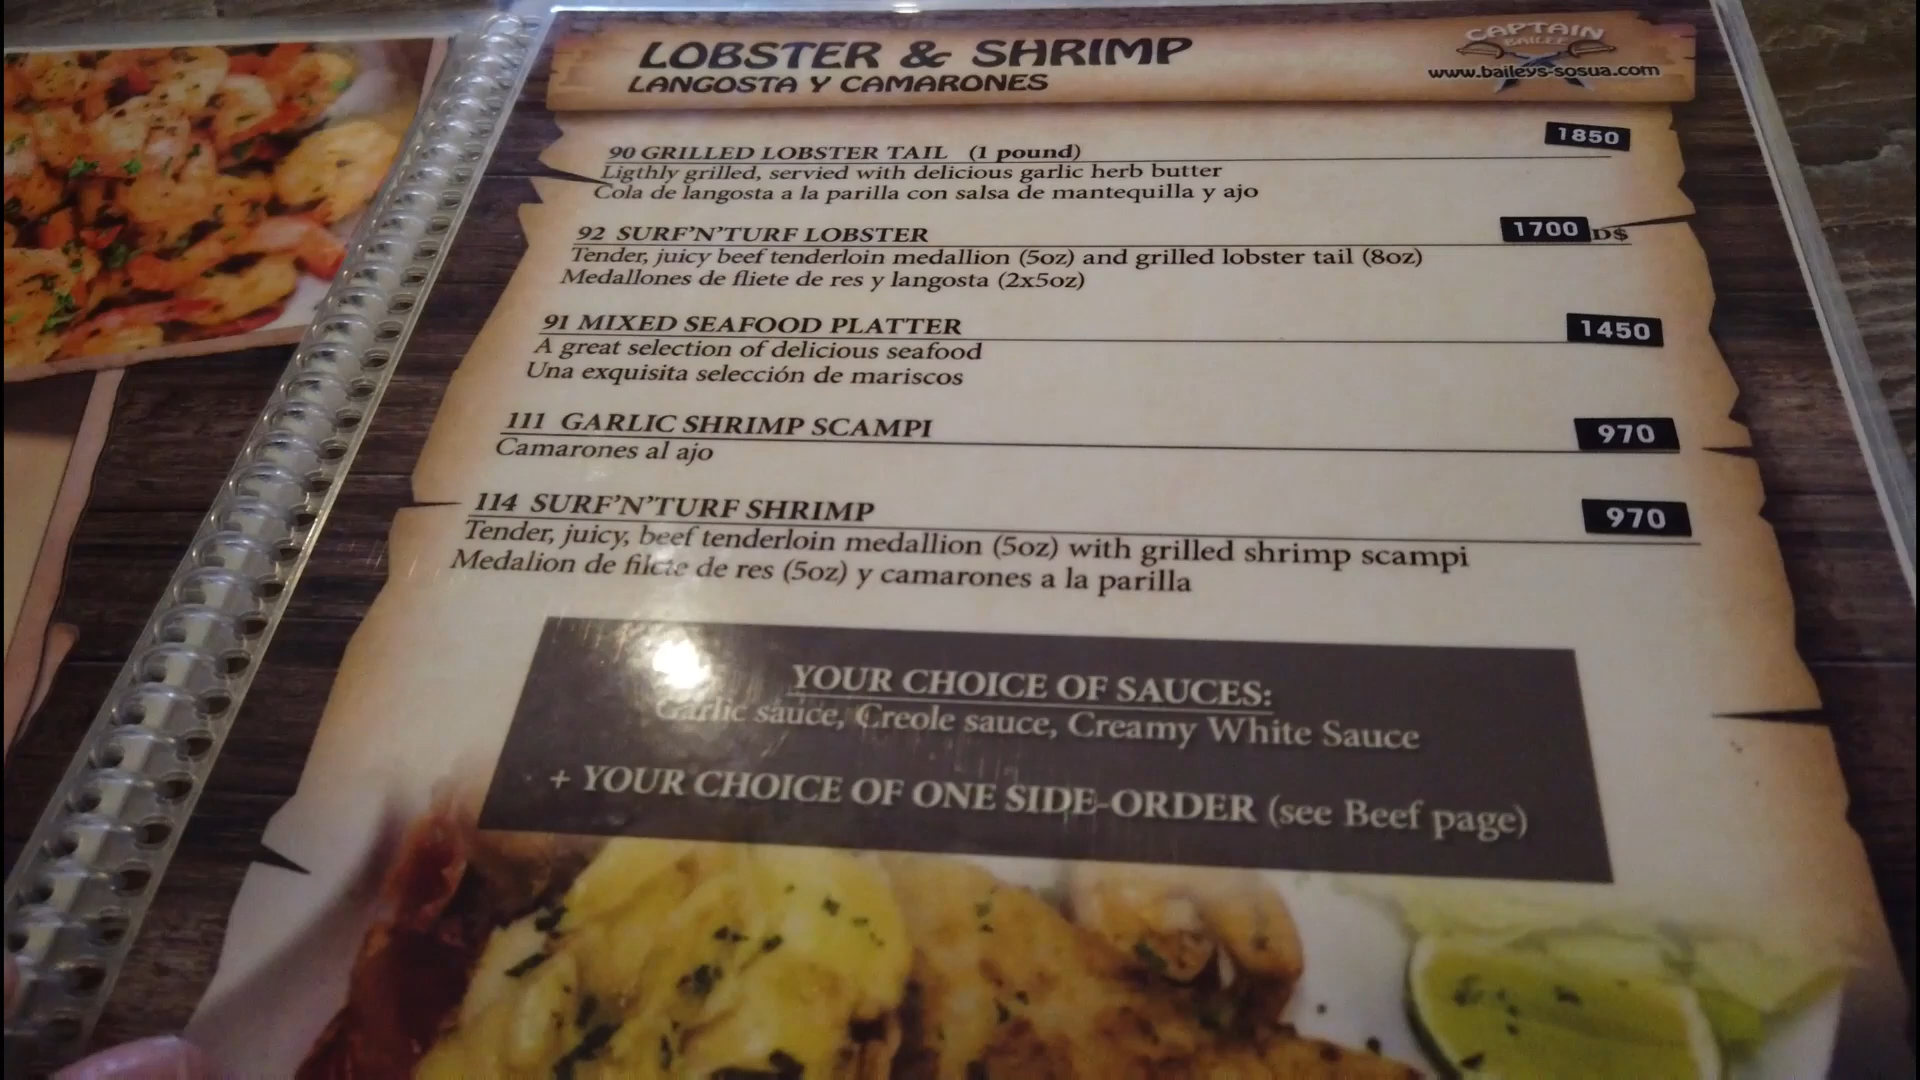 LOBSTER & SHRIMP
LANGOSTA Y CAMARONES
CAPTAIN
BAILEE
www.baileys-sosua.com
90 GRILLED LOBSTER TAIL (1 pound) 1850
Ligthly grilled, servied with delicious garlic herb butter
Cola de langosta a la parilla con salsa de mantequilla y ajo
92 SURF'N'TURF LOBSTER 1700 D$
Tender, juicy beef tenderloin medallion (5oz) and grilled lobster tail (8oz)
Medallones de fliete de res y langosta (2x5oz)
91 MIXED SEAFOOD PLATTER 1450
A great selection of delicious seafood
Una exquisita selección de mariscos
111 GARLIC SHRIMP SCAMPI 970
Camarones al ajo
114 SURF'N'TURF SHRIMP 970
Tender, juicy, beef tenderloin medallion (5oz) with grilled shrimp scampi
Medalion de filete de res (5oz) y camarones a la parilla
YOUR CHOICE OF SAUCES:
Garlic sauce, Creole sauce, Creamy White Sauce
+ YOUR CHOICE OF ONE SIDE-ORDER (see Beef page)